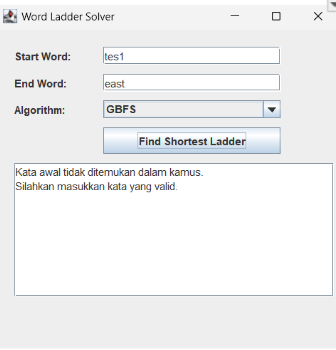 Word Ladder Solver
Start Word: tes1
End Word: east
Algorithm: GBFS
Find Shortest Ladder
Kata awal tidak ditemukan dalam kamus.
Silahkan masukkan kata yang valid.